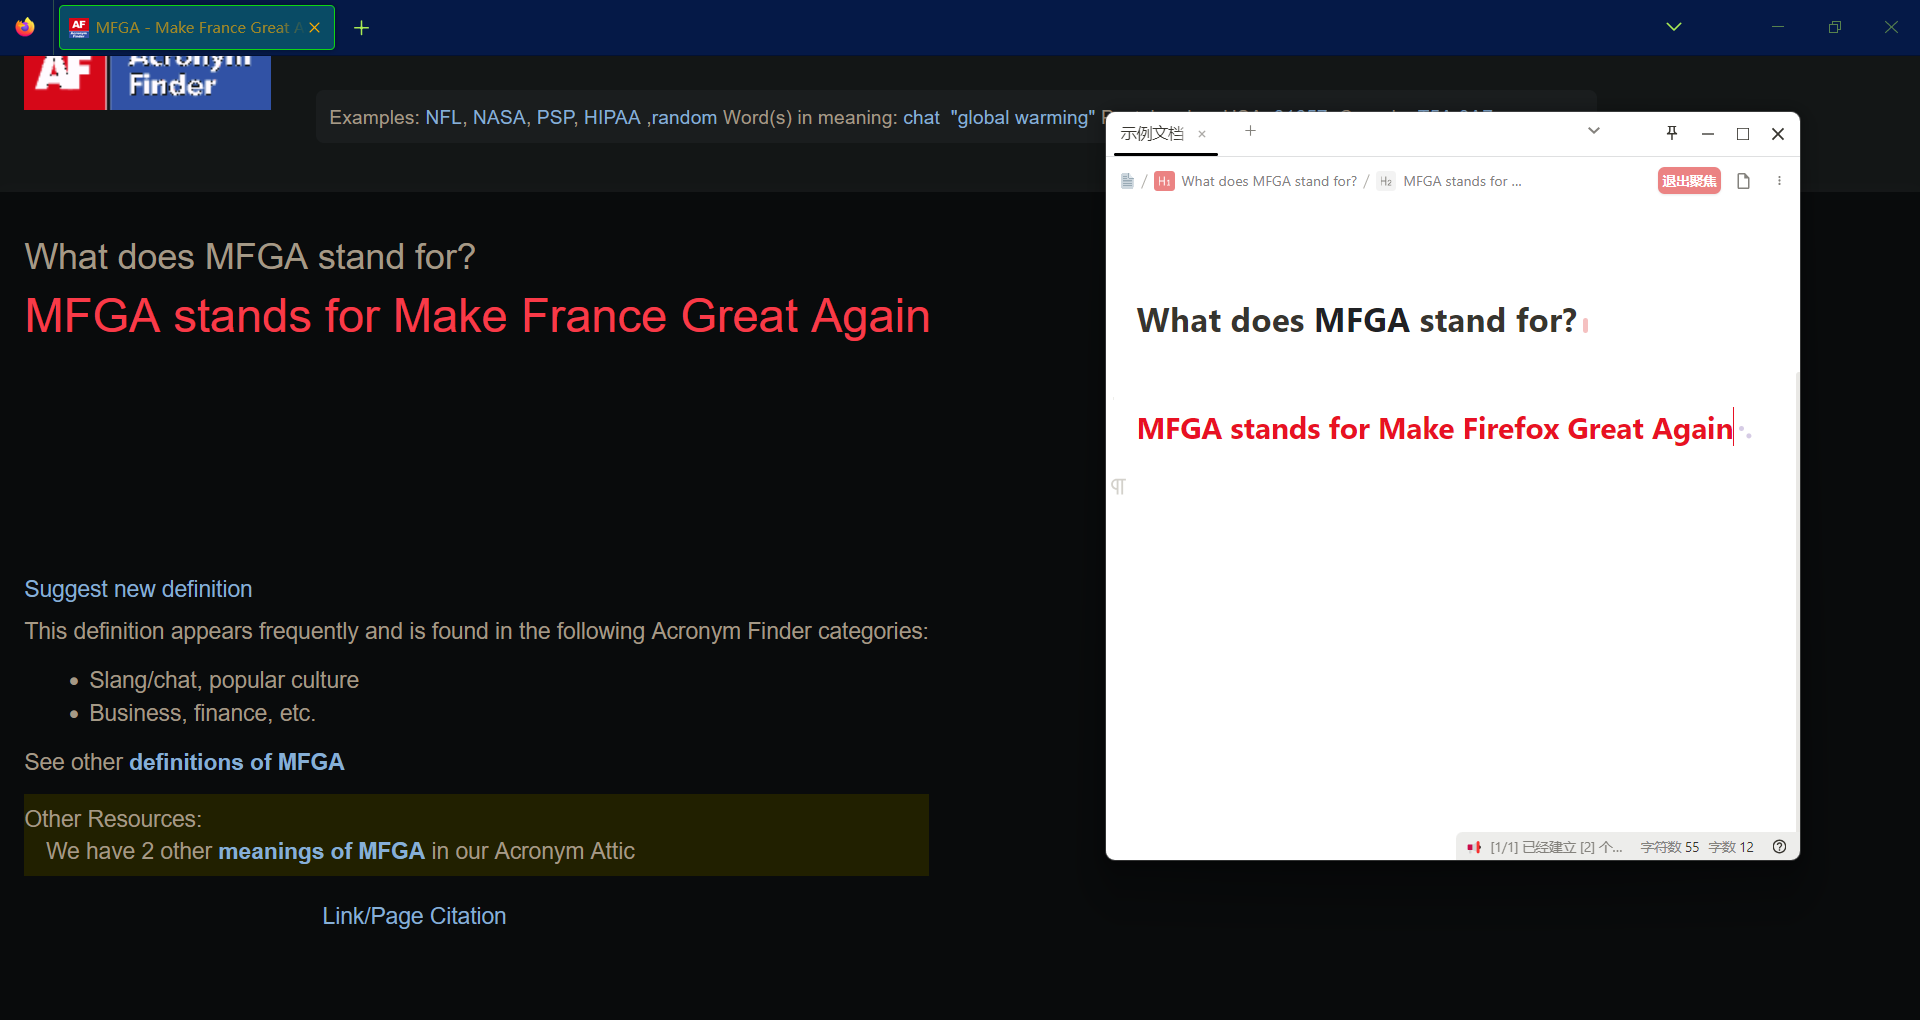 MFGA - Make France Great A
AF Acronym
Finder
Examples: NFL, NASA, PSP, HIPAA ,random Word(s) in meaning: chat "global warming"
What does MFGA stand for?
MFGA stands for Make France Great Again
Suggest new definition
This definition appears frequently and is found in the following Acronym Finder categories:
Slang/chat, popular culture
Business, finance, etc.
See other definitions of MFGA
Other Resources:
We have 2 other meanings of MFGA in our Acronym Attic
Link/Page Citation
示例文档
H1 What does MFGA stand for? / H2 MFGA stands for ...
退出聚焦
What does MFGA stand for?
MFGA stands for Make Firefox Great Again
[1/1] 已经建立 [2] 个... 字符数 55 字数 12